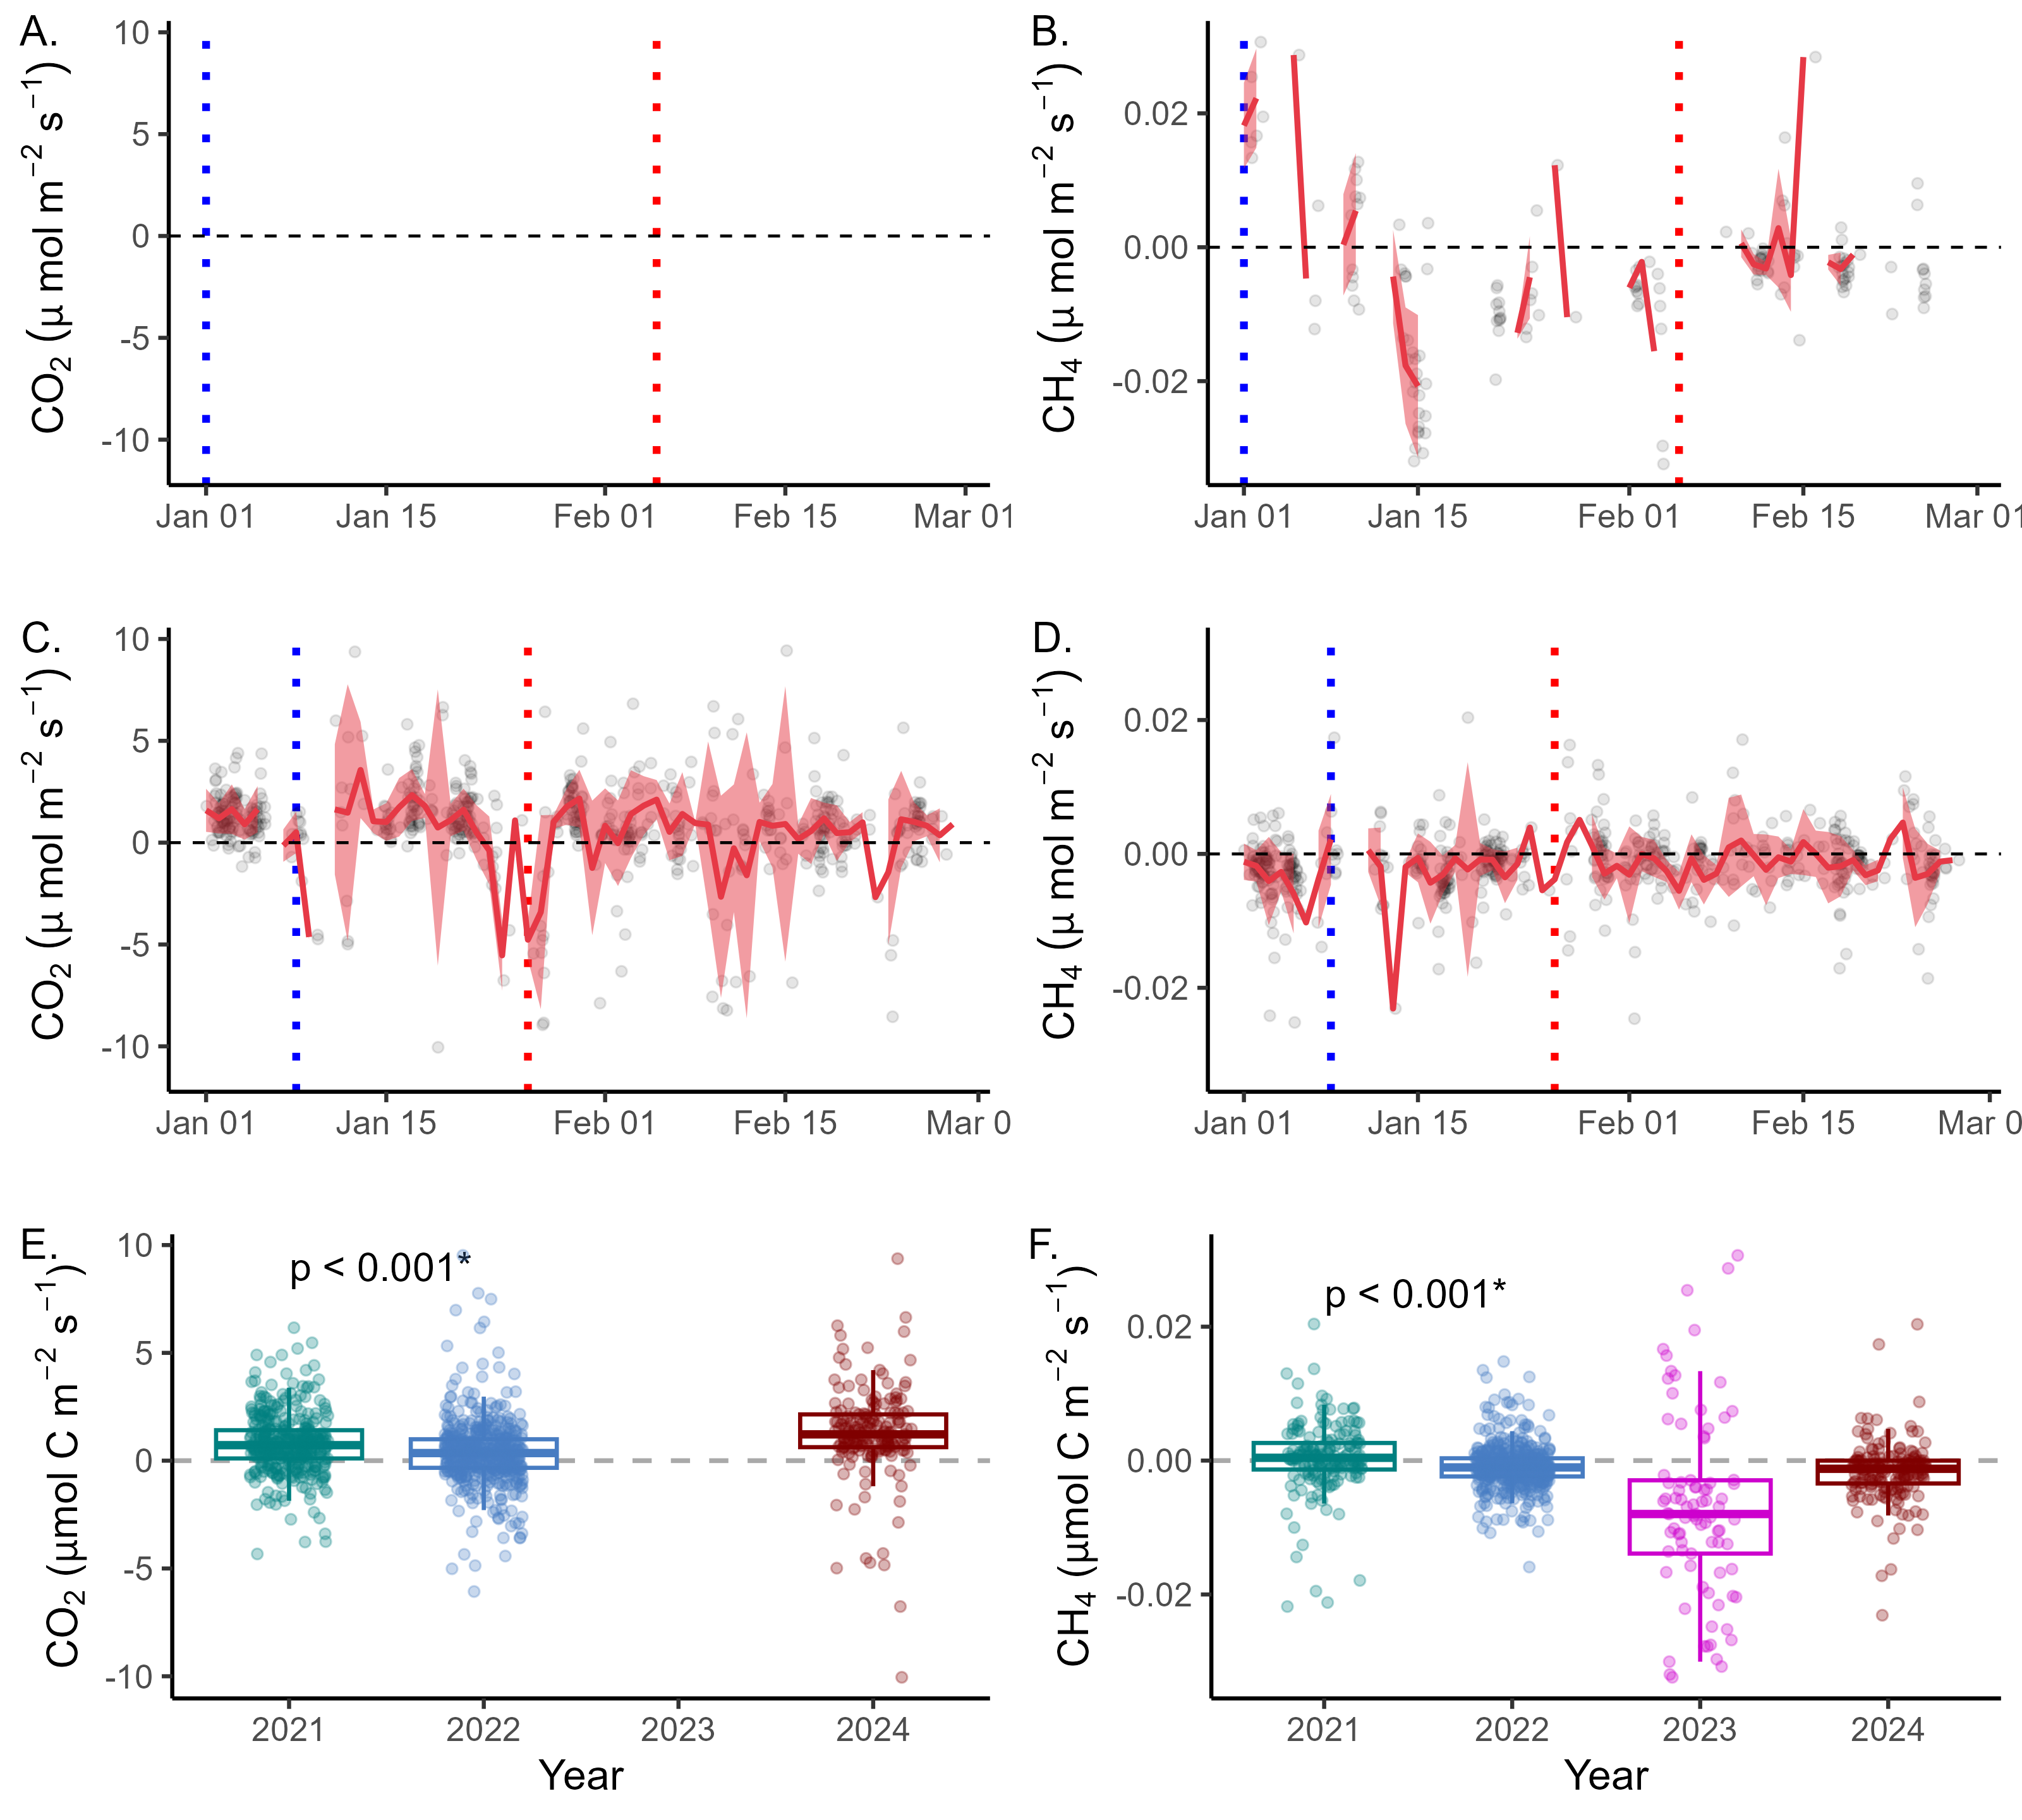 A.
CO₂ (µ mol m⁻² s⁻¹)
10
5
0
-5
-10
Jan 01 Jan 15 Feb 01 Feb 15 Mar 01
B.
CH₄ (µ mol m⁻² s⁻¹)
0.02
0.00
-0.02
Jan 01 Jan 15 Feb 01 Feb 15 Mar 01
C.
CO₂ (µ mol m⁻² s⁻¹)
10
5
0
-5
-10
Jan 01 Jan 15 Feb 01 Feb 15 Mar 0
D.
CH₄ (µ mol m⁻² s⁻¹)
0.02
0.00
-0.02
Jan 01 Jan 15 Feb 01 Feb 15 Mar 0
E.
CO₂ (µmol C m⁻² s⁻¹)
10
5
0
-5
-10
p < 0.001*
2021 2022 2023 2024
Year
F.
CH₄ (µmol C m⁻² s⁻¹)
0.02
0.00
-0.02
p < 0.001*
2021 2022 2023 2024
Year